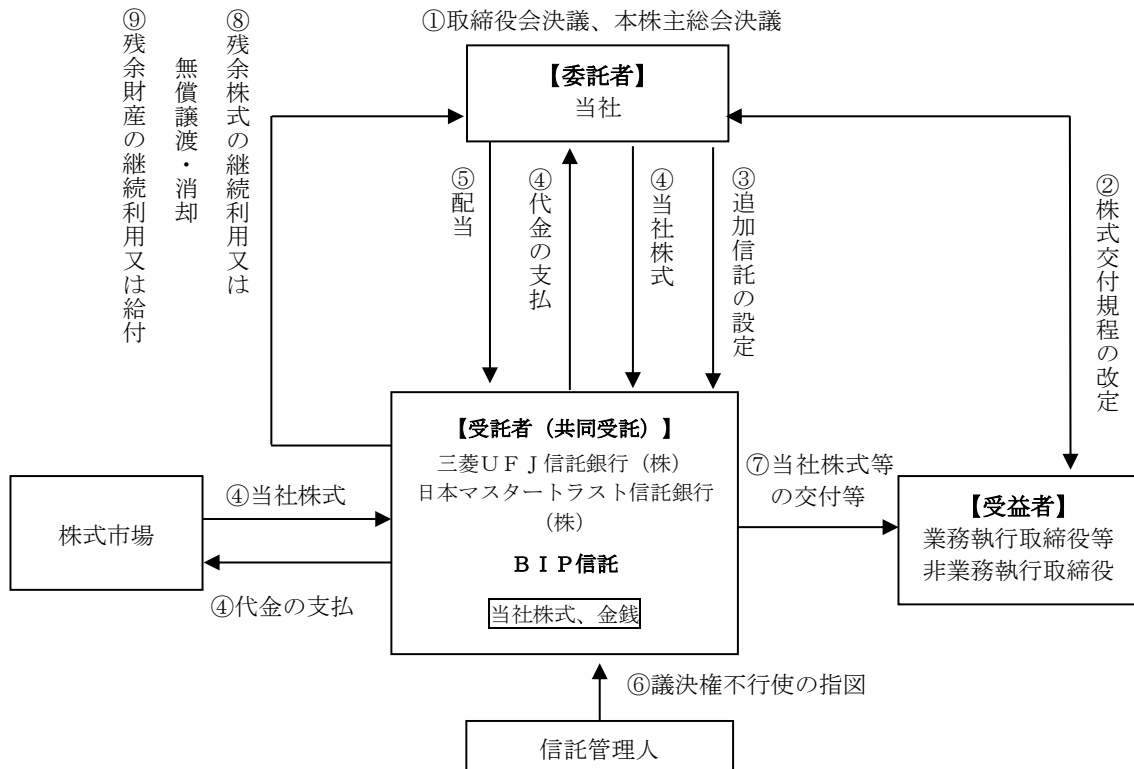 ①取締役会決議、本株主総会決議
【委託者】
当社
⑨残余財産の継続利用又は給付
⑧残余株式の継続利用又は
無償譲渡・消却
⑤配当
④代金の支払
④当社株式
③追加信託の設定
②株式交付規程の改定
【受託者（共同受託）】
三菱ＵＦＪ信託銀行（株）
日本マスタートラスト信託銀行
（株）
ＢＩＰ信託
当社株式、金銭
株式市場
④当社株式
④代金の支払
⑦当社株式等
の交付等
【受益者】
業務執行取締役等
非業務執行取締役
⑥議決権不行使の指図
信託管理人